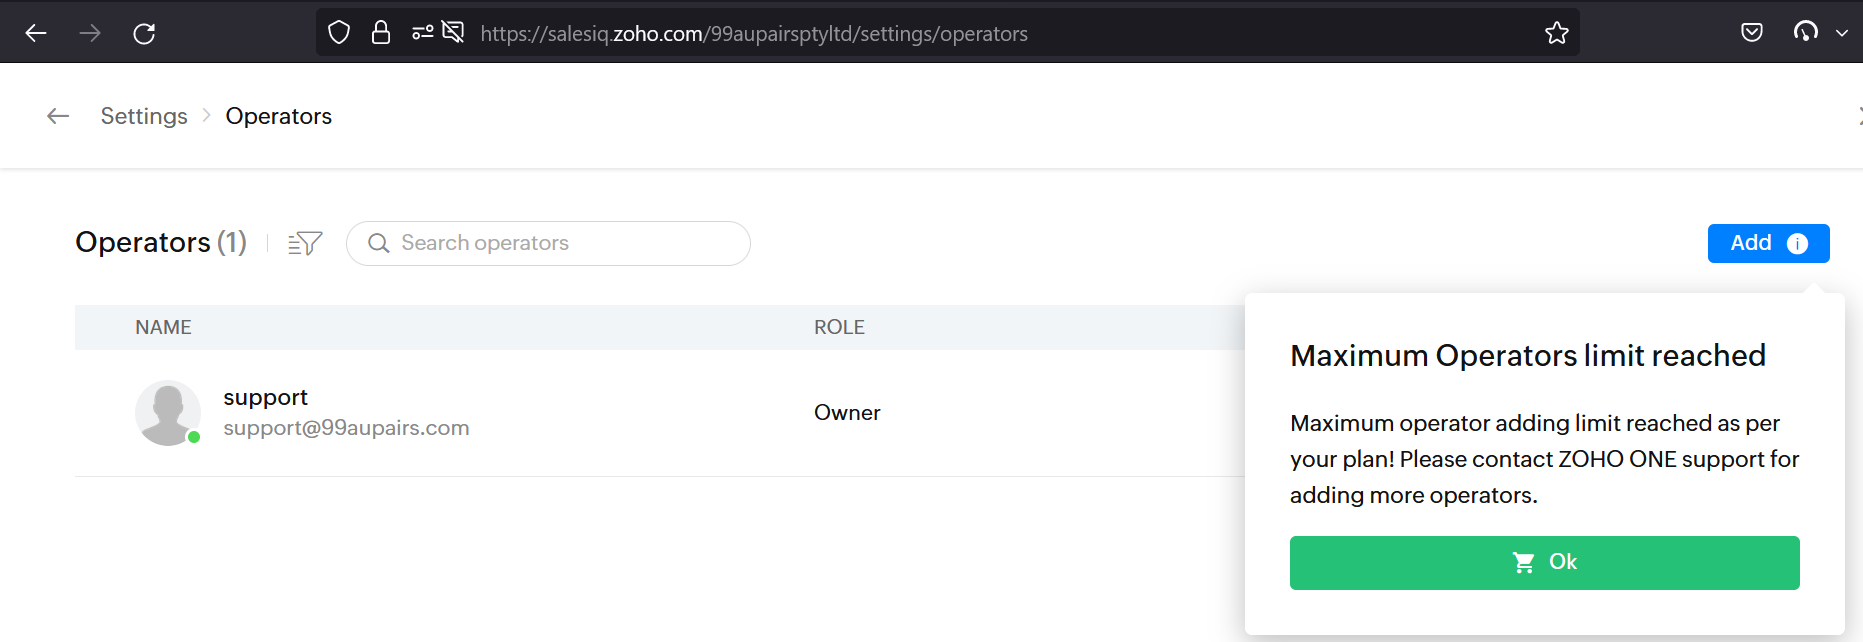 https://salesiq.zoho.com/99aupairsptyltd/settings/operators
Settings > Operators
Operators (1)
Search operators
Add
NAME ROLE
support
support@99aupairs.com
Owner
Maximum Operators limit reached
Maximum operator adding limit reached as per
your plan! Please contact ZOHO ONE support for
adding more operators.
Ok